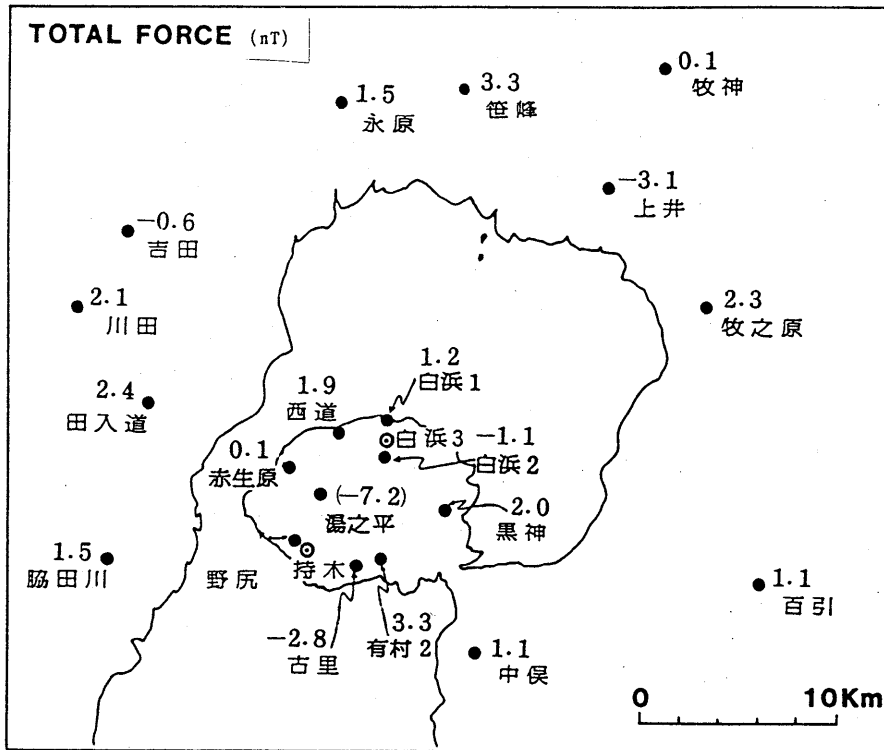 TOTAL FORCE (nT)
0.1
牧神
3.3
笹峰
1.5
永原
-3.1
上井
-0.6
吉田
2.1
川田
2.3
牧之原
1.2
白浜1
2.4
田入道
1.9
西道
白浜3
-1.1
白浜2
0.1
赤生原
(-7.2)
湯之平
2.0
黒神
1.5
脇田川
野尻
持木
1.1
百引
-2.8
古里
3.3
有村2
1.1
中俣
0 10Km